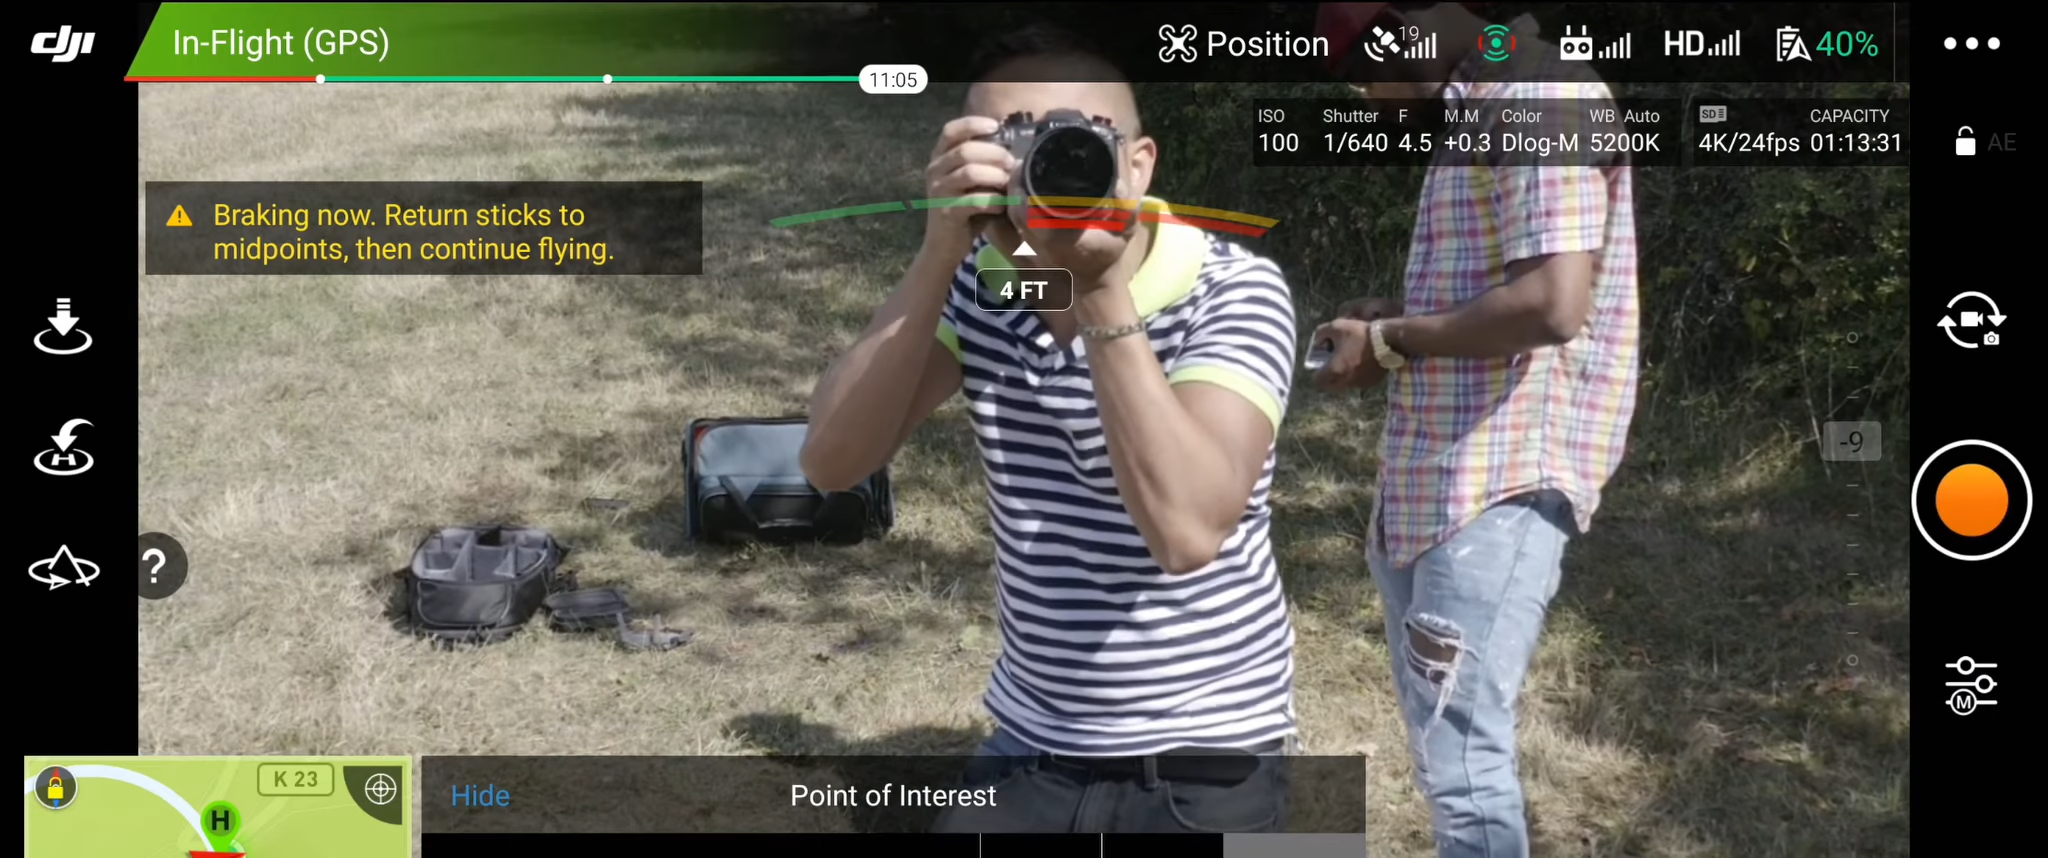 dji
In-Flight (GPS)
Position
19
HD
40%
11:05
ISO
Shutter
F
M.M
Color
WB Auto
SD
CAPACITY
100
1/640
4.5
+0.3
Dlog-M
5200K
4K/24fps
01:13:31
AE
Braking now. Return sticks to
midpoints, then continue flying.
4 FT
H
-9
?
M
K 23
H
Hide
Point of Interest